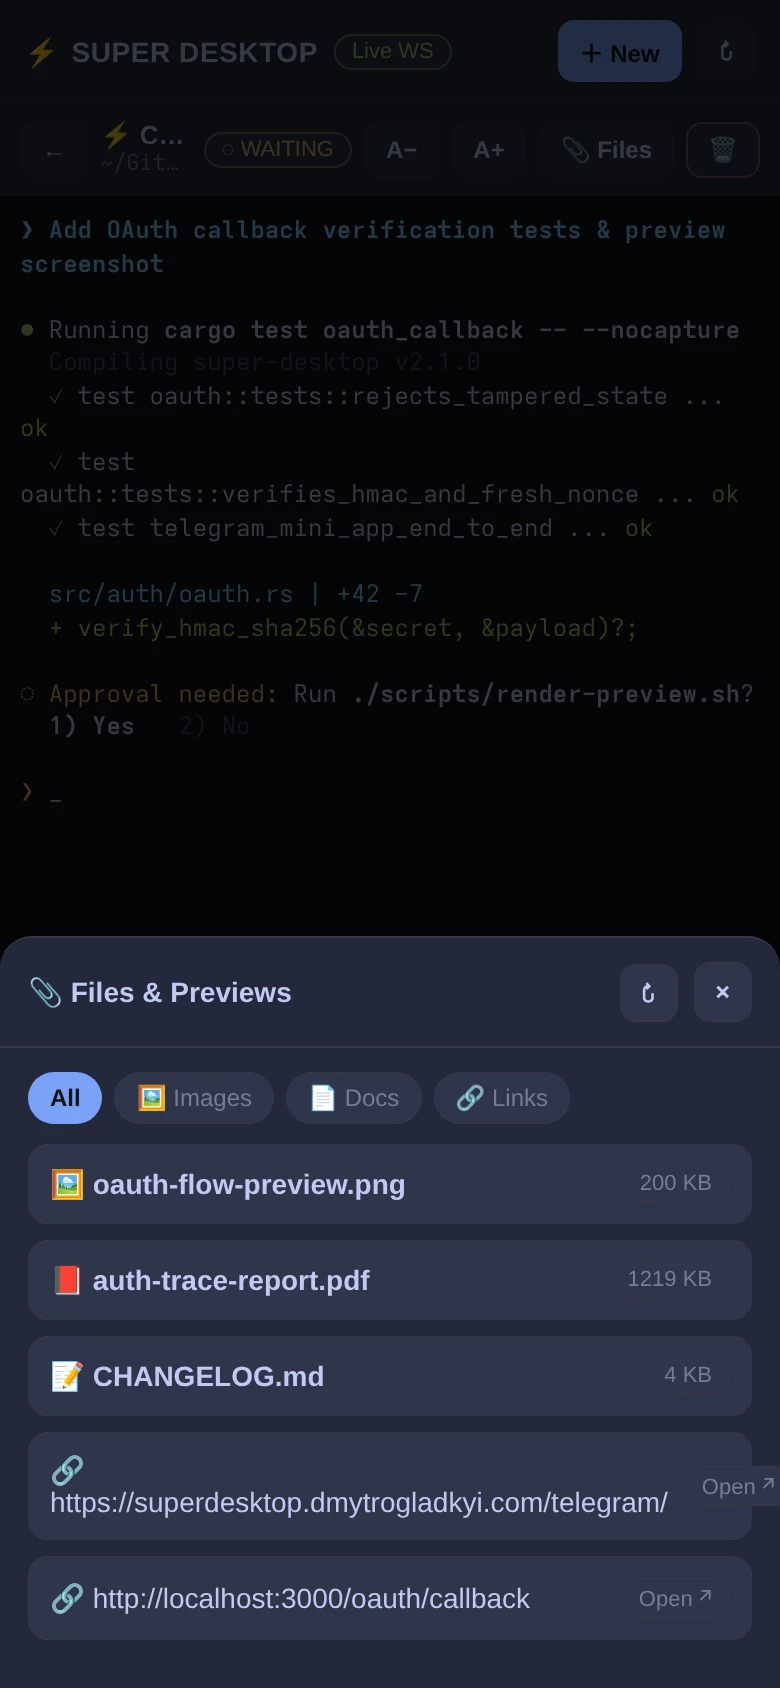 ⚡ SUPER DESKTOP Live WS + New
← ⚡ C... ○ WAITING A− A+ 📎 Files 🗑️
~/Git…
❯ Add OAuth callback verification tests & preview
screenshot
● Running cargo test oauth_callback -- --nocapture
Compiling super-desktop v2.1.0
✓ test oauth::tests::rejects_tampered_state ...
ok
✓ test
oauth::tests::verifies_hmac_and_fresh_nonce ... ok
✓ test telegram_mini_app_end_to_end ... ok
src/auth/oauth.rs | +42 -7
+ verify_hmac_sha256(&secret, &payload)?;
◌ Approval needed: Run ./scripts/render-preview.sh?
1) Yes 2) No
❯ _
📎 Files & Previews ×
All 🖼️ Images 📄 Docs 🔗 Links
🖼️ oauth-flow-preview.png 200 KB
📕 auth-trace-report.pdf 1219 KB
📝 CHANGELOG.md 4 KB
🔗
https://superdesktop.dmytrogladkyi.com/telegram/ Open ↗
🔗 http://localhost:3000/oauth/callback Open ↗